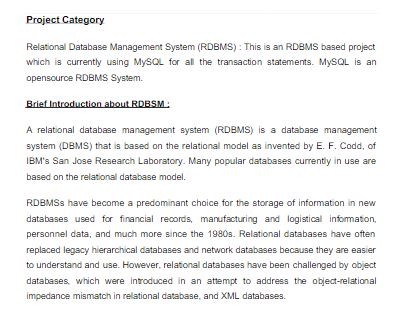 Project Category
Relational Database Management System (RDBMS) : This is an RDBMS based project
which is currently using MySQL for all the transaction statements. MySQL is an
opensource RDBMS System.
Brief Introduction about RDBSM :
A relational database management system (RDBMS) is a database management
system (DBMS) that is based on the relational model as invented by E. F. Codd, of
IBM's San Jose Research Laboratory. Many popular databases currently in use are
based on the relational database model.
RDBMSs have become a predominant choice for the storage of information in new
databases used for financial records, manufacturing and logistical information,
personnel data, and much more since the 1980s. Relational databases have often
replaced legacy hierarchical databases and network databases because they are easier
to understand and use. However, relational databases have been challenged by object
databases, which were introduced in an attempt to address the object-relational
impedance mismatch in relational database, and XML databases.